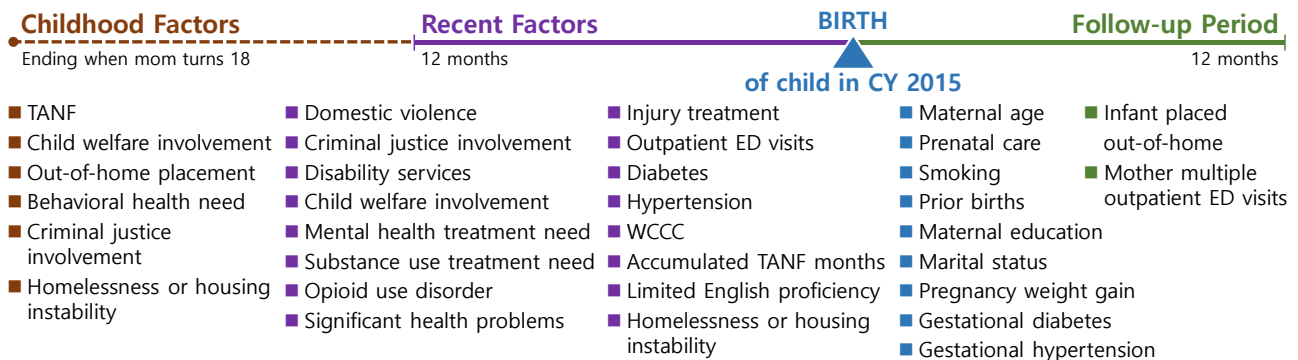 Childhood Factors
Recent Factors
BIRTH
Follow-up Period
Ending when mom turns 18
12 months
12 months
of child in CY 2015
■ TANF
■ Child welfare involvement
■ Out-of-home placement
■ Behavioral health need
■ Criminal justice
involvement
■ Homelessness or housing
instability
■ Domestic violence
■ Criminal justice involvement
■ Disability services
■ Child welfare involvement
■ Mental health treatment need
■ Substance use treatment need
■ Opioid use disorder
■ Significant health problems
■ Injury treatment
■ Outpatient ED visits
■ Diabetes
■ Hypertension
■ WCCC
■ Accumulated TANF months
■ Limited English proficiency
■ Homelessness or housing
instability
■ Maternal age
■ Prenatal care
■ Smoking
■ Prior births
■ Maternal education
■ Marital status
■ Pregnancy weight gain
■ Gestational diabetes
■ Gestational hypertension
■ Infant placed
out-of-home
■ Mother multiple
outpatient ED visits